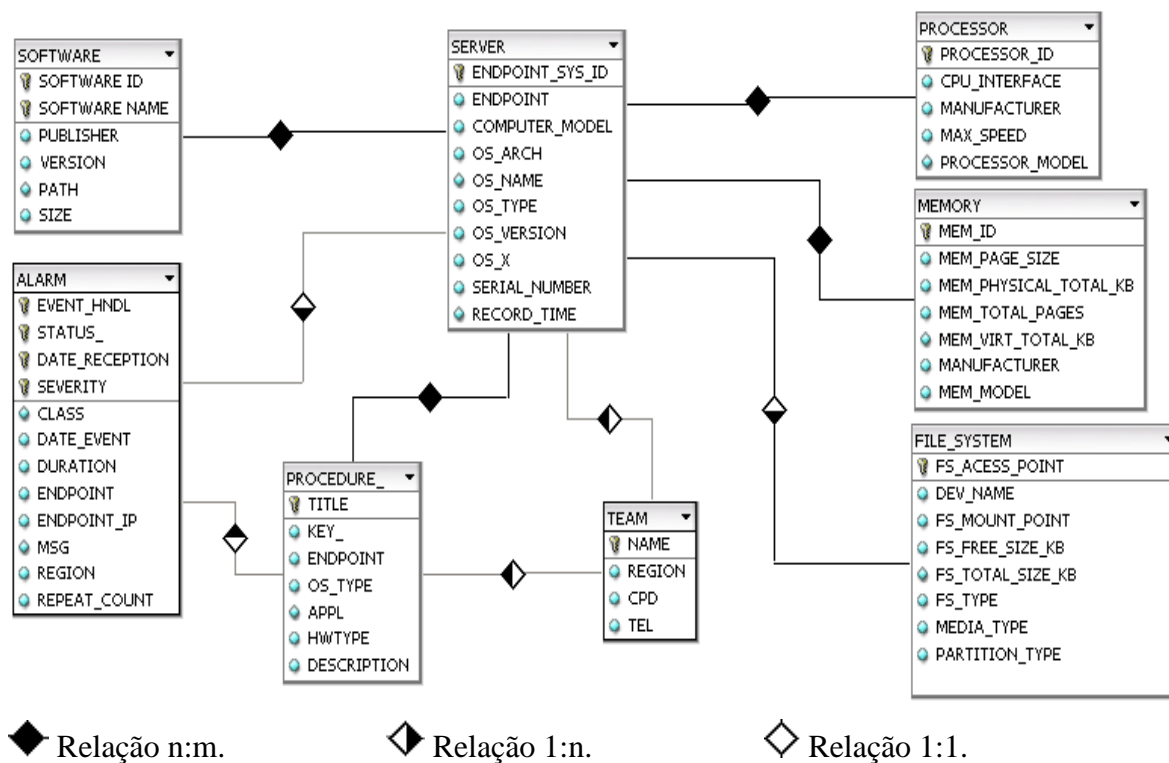 SOFTWARE
SOFTWARE ID
SOFTWARE NAME
PUBLISHER
VERSION
PATH
SIZE
ALARM
EVENT_HNDL
STATUS_
DATE_RECEPTION
SEVERITY
CLASS
DATE_EVENT
DURATION
ENDPOINT
ENDPOINT_IP
MSG
REGION
REPEAT_COUNT
SERVER
ENDPOINT_SYS_ID
ENDPOINT
COMPUTER_MODEL
OS_ARCH
OS_NAME
OS_TYPE
OS_VERSION
OS_X
SERIAL_NUMBER
RECORD_TIME
PROCEDURE_
TITLE
KEY_
ENDPOINT
OS_TYPE
APPL
HWTYPE
DESCRIPTION
TEAM
NAME
REGION
CPD
TEL
PROCESSOR
PROCESSOR_ID
CPU_INTERFACE
MANUFACTURER
MAX_SPEED
PROCESSOR_MODEL
MEMORY
MEM_ID
MEM_PAGE_SIZE
MEM_PHYSICAL_TOTAL_KB
MEM_TOTAL_PAGES
MEM_VIRT_TOTAL_KB
MANUFACTURER
MEM_MODEL
FILE_SYSTEM
FS_ACESS_POINT
DEV_NAME
FS_MOUNT_POINT
FS_FREE_SIZE_KB
FS_TOTAL_SIZE_KB
FS_TYPE
MEDIA_TYPE
PARTITION_TYPE
Relação n:m.
Relação 1:n.
Relação 1:1.